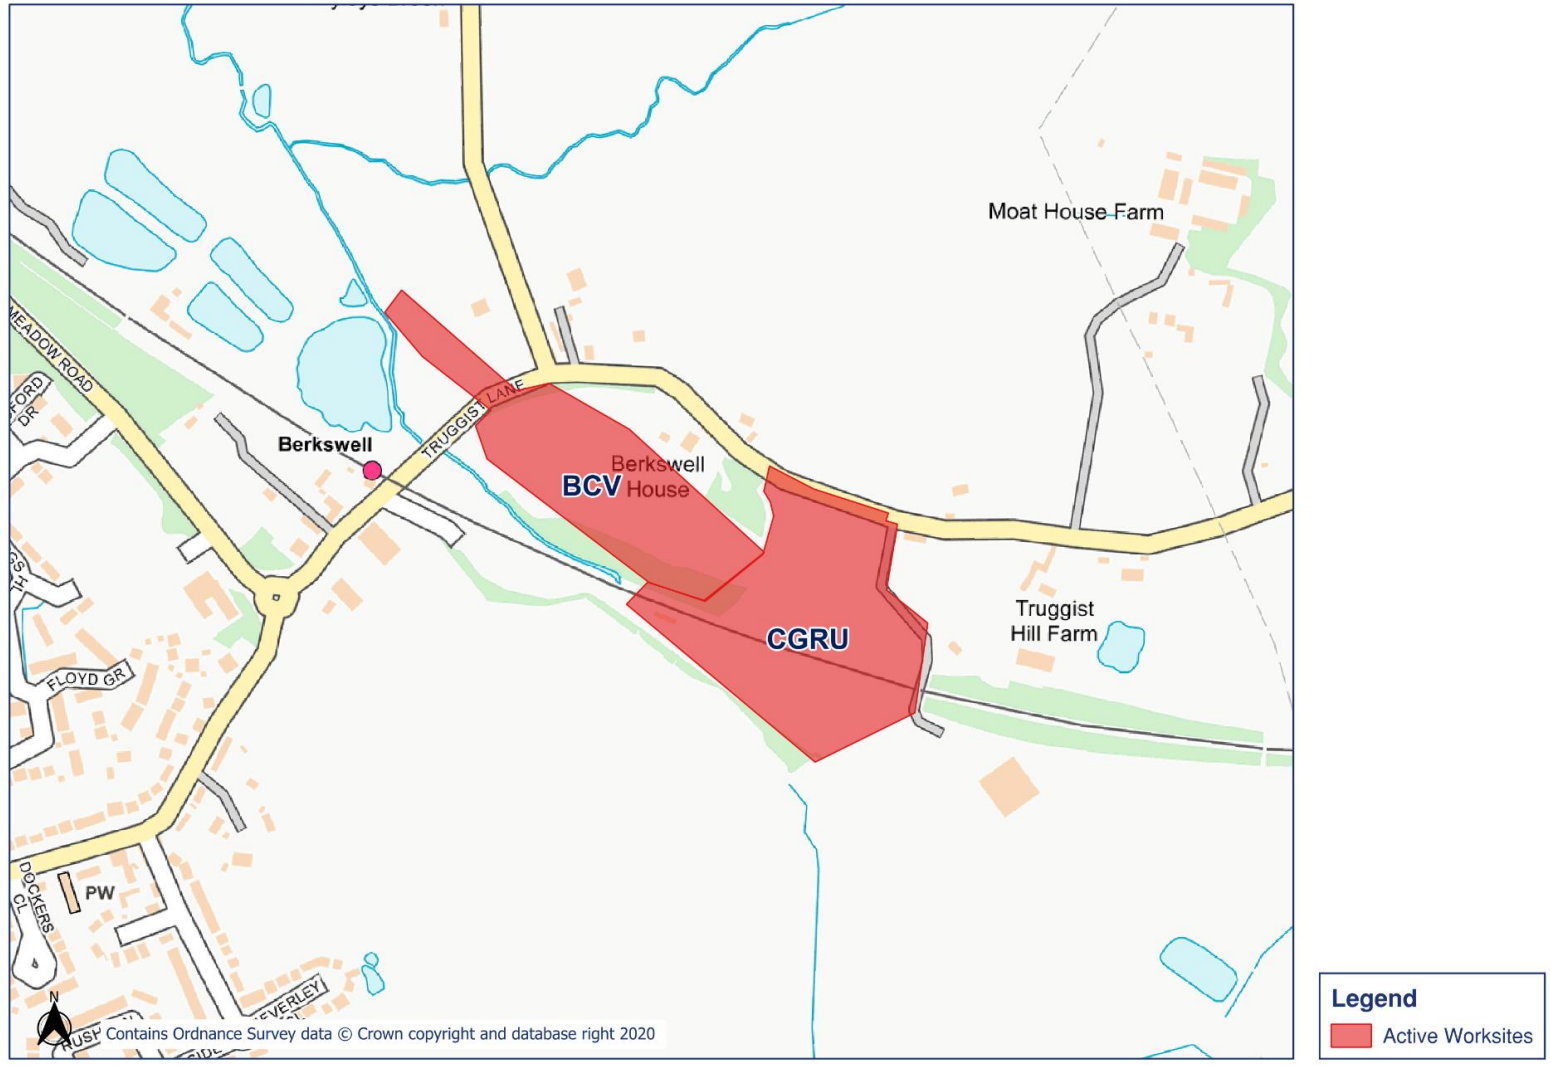 Moat House Farm
MEADOW ROAD
DR
TRUGGIST LANE
Berkswell
Berkswell
House
BCV
CGRU
Truggist
Hill Farm
FLOYD GR
DOCKERS
CL
PW
N
Contains Ordnance Survey data © Crown copyright and database right 2020
Legend
Active Worksites